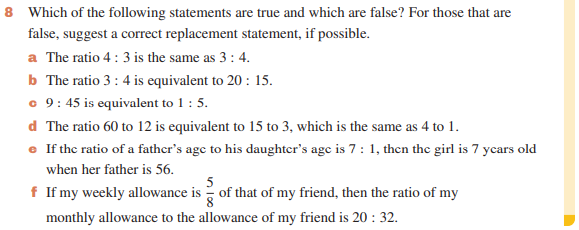 8 Which of the following statements are true and which are false? For those that are
false, suggest a correct replacement statement, if possible.
a The ratio 4 : 3 is the same as 3 : 4.
b The ratio 3 : 4 is equivalent to 20 : 15.
c 9 : 45 is equivalent to 1 : 5.
d The ratio 60 to 12 is equivalent to 15 to 3, which is the same as 4 to 1.
e If the ratio of a father's age to his daughter's age is 7 : 1, then the girl is 7 years old
when her father is 56.
f If my weekly allowance is 5/8 of that of my friend, then the ratio of my
monthly allowance to the allowance of my friend is 20 : 32.